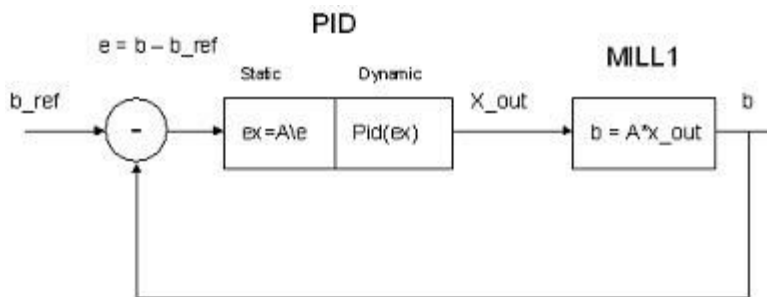 PID
e = b – b_ref
Static
Dynamic
MILL1
b_ref
-
ex=A\e
Pid(ex)
X_out
b = A*x_out
b